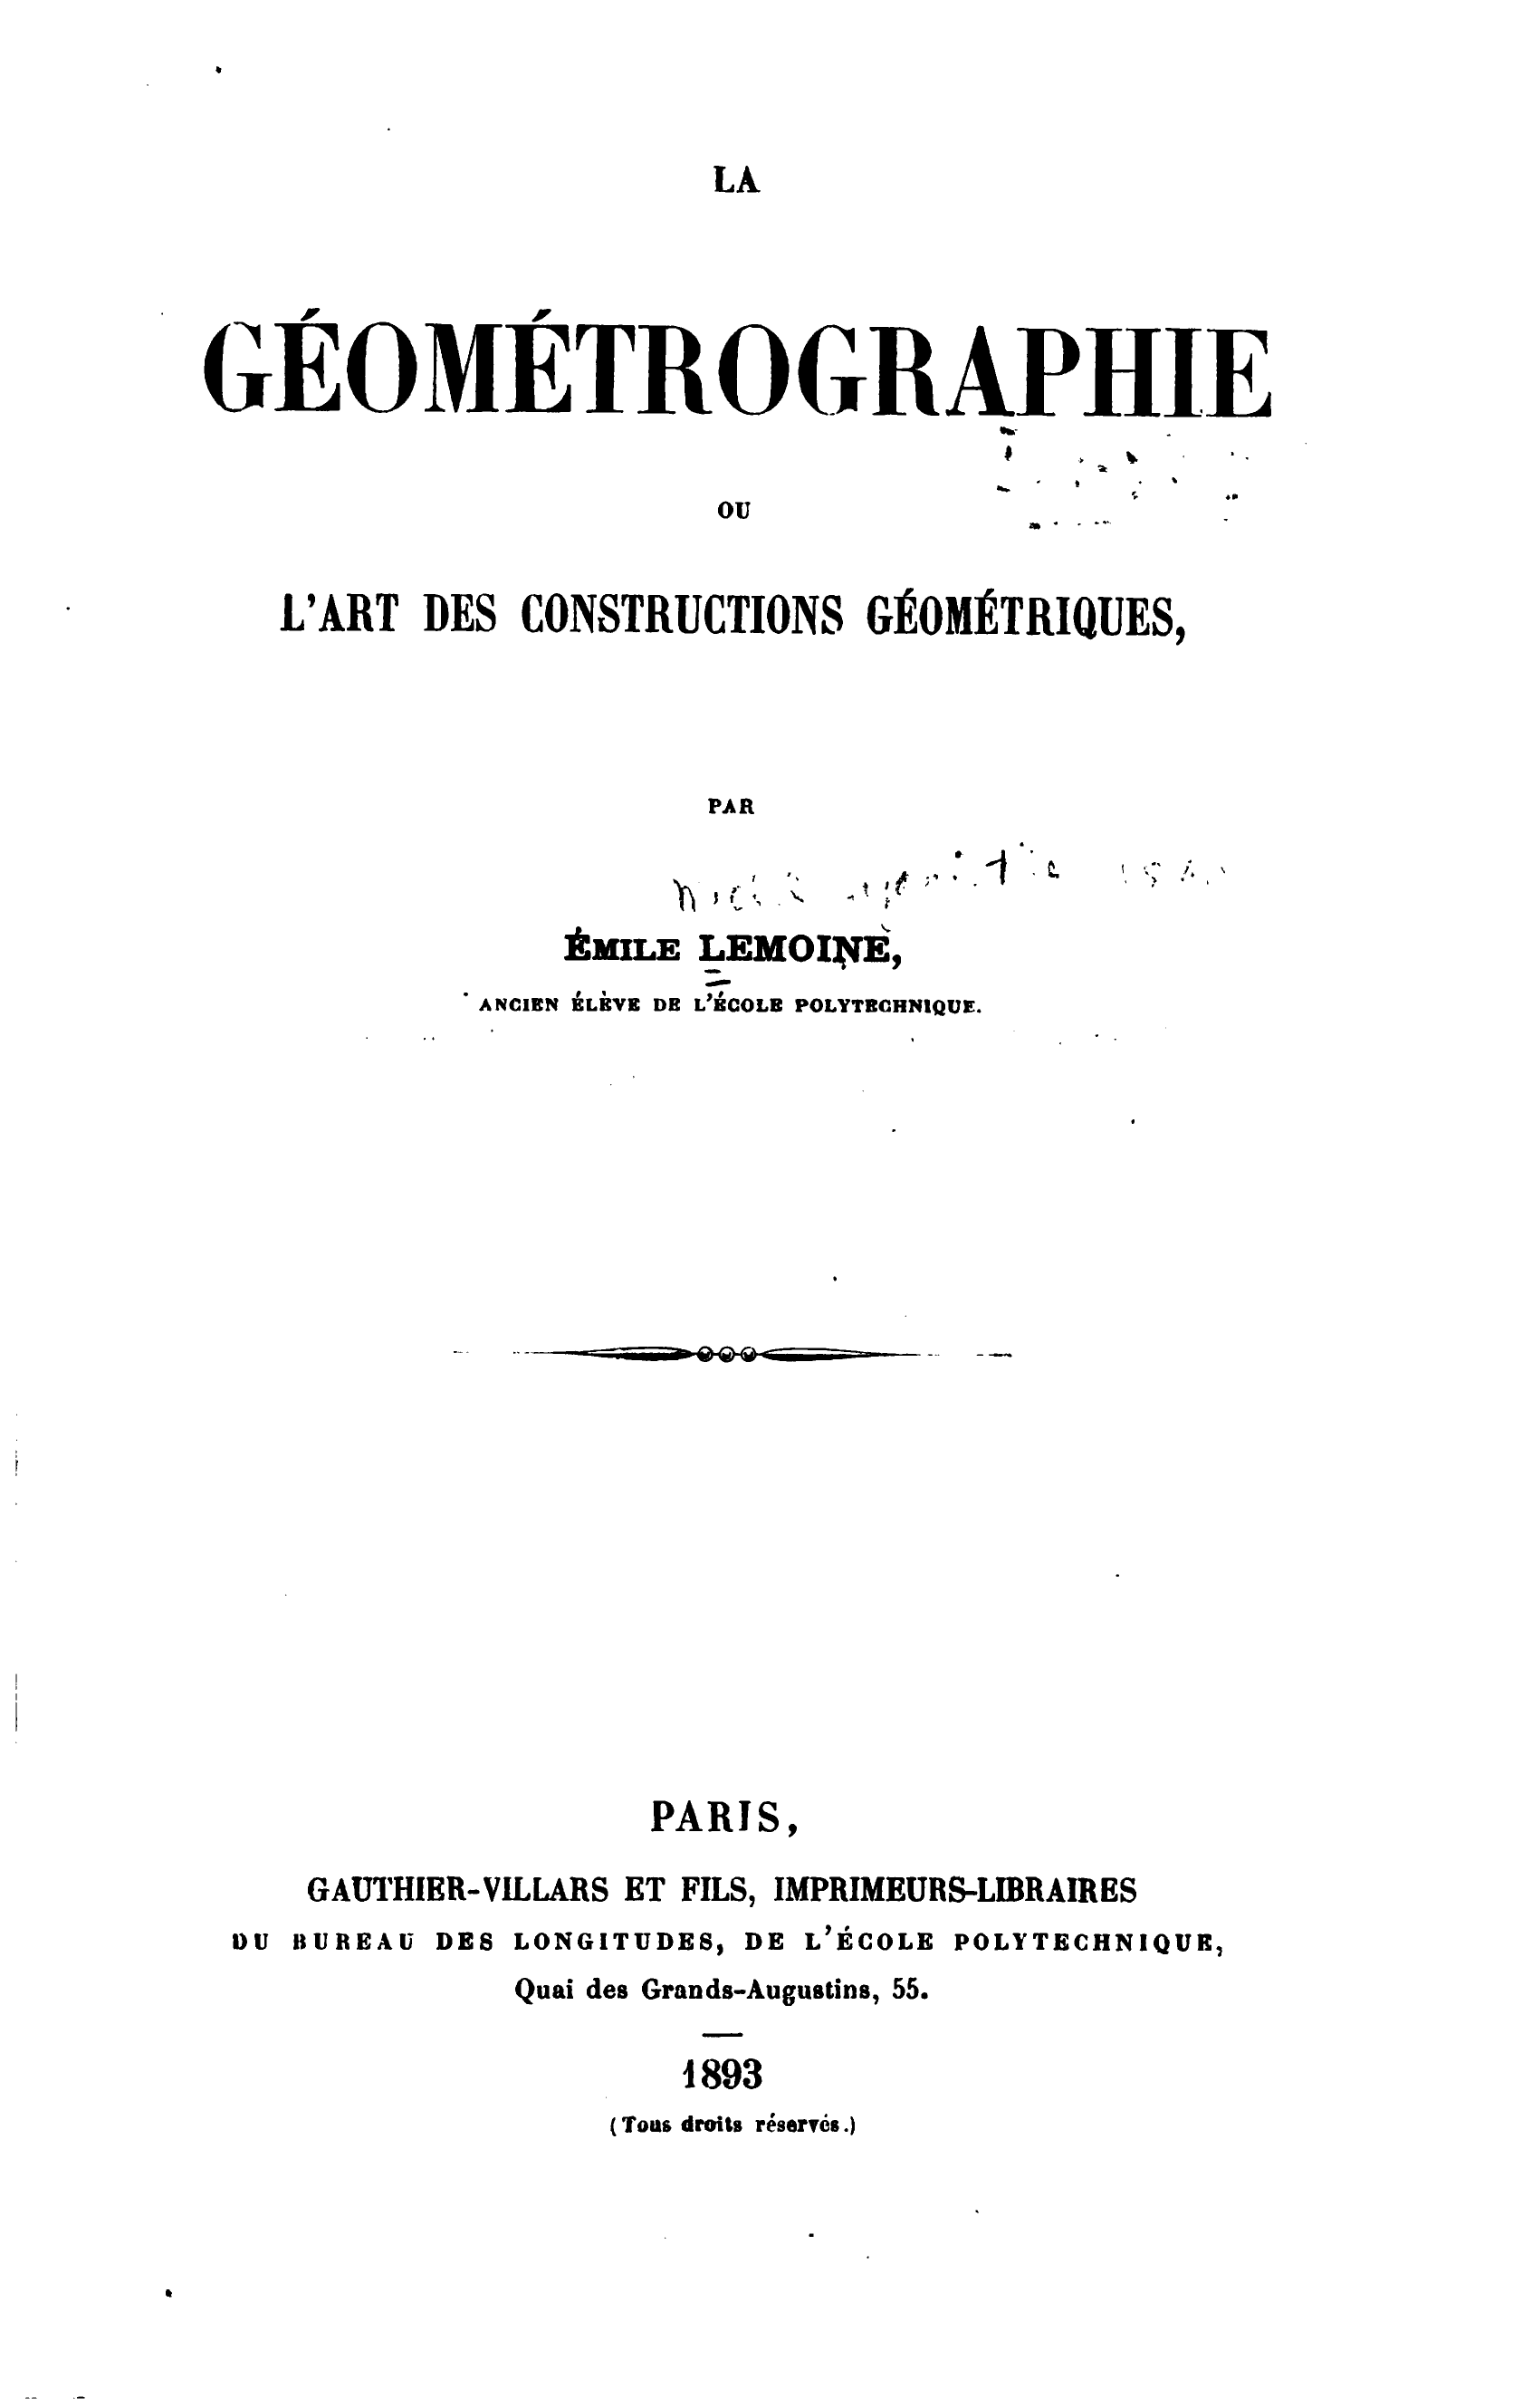 LA
GÉOMÉTROGRAPHIE
OU
L'ART DES CONSTRUCTIONS GÉOMÉTRIQUES,
PAR
ÉMILE LEMOINE,
ANCIEN ÉLÈVE DE L'ÉCOLE POLYTECHNIQUE.
PARIS,
GAUTHIER-VILLARS ET FILS, IMPRIMEURS-LIBRAIRES
DU BUREAU DES LONGITUDES, DE L'ÉCOLE POLYTECHNIQUE,
Quai des Grands-Augustins, 55.
1893
(Tous droits réservés.)